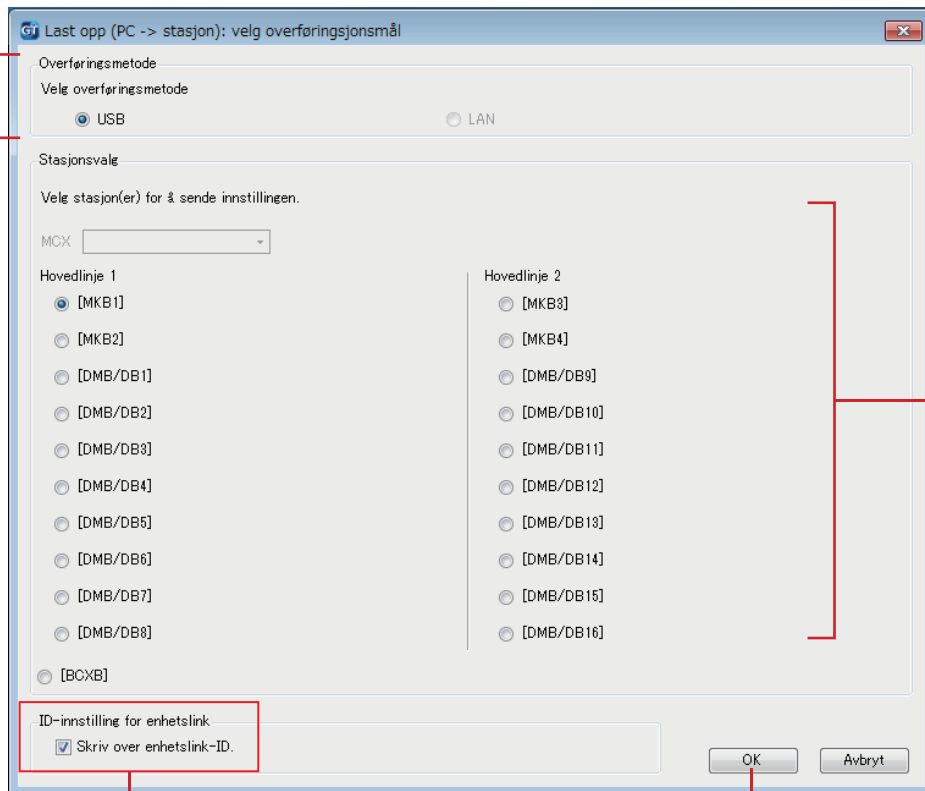 GT Last opp (PC -> stasjon): velg overføringsjonsmål
Overføringsmetode
Velg overføringsmetode
USB
LAN
Stasjonsvalg
Velg stasjon(er) for å sende innstillingen.
MCX
Hovedlinje 1
[MKB1]
[MKB2]
[DMB/DB1]
[DMB/DB2]
[DMB/DB3]
[DMB/DB4]
[DMB/DB5]
[DMB/DB6]
[DMB/DB7]
[DMB/DB8]
Hovedlinje 2
[MKB3]
[MKB4]
[DMB/DB9]
[DMB/DB10]
[DMB/DB11]
[DMB/DB12]
[DMB/DB13]
[DMB/DB14]
[DMB/DB15]
[DMB/DB16]
[BCXB]
ID-innstilling for enhetslink
Skriv over enhetslink-ID.
OK
Avbryt